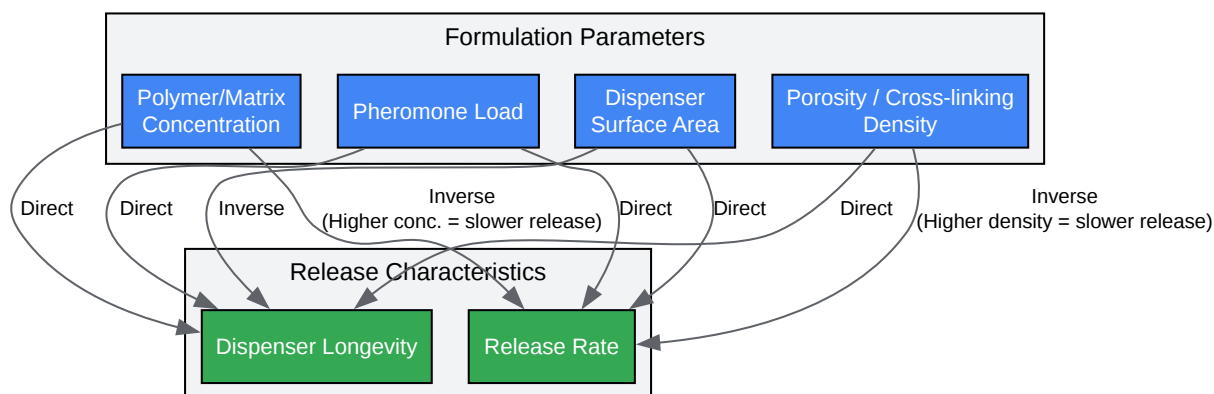 Formulation Parameters
Polymer/Matrix
Concentration
Pheromone Load
Dispenser
Surface Area
Porosity / Cross-linking
Density
Direct
Direct
Inverse
Inverse
(Higher conc. = slower release)
Direct
Direct
Direct
Inverse
(Higher density = slower release)
Release Characteristics
Dispenser Longevity
Release Rate